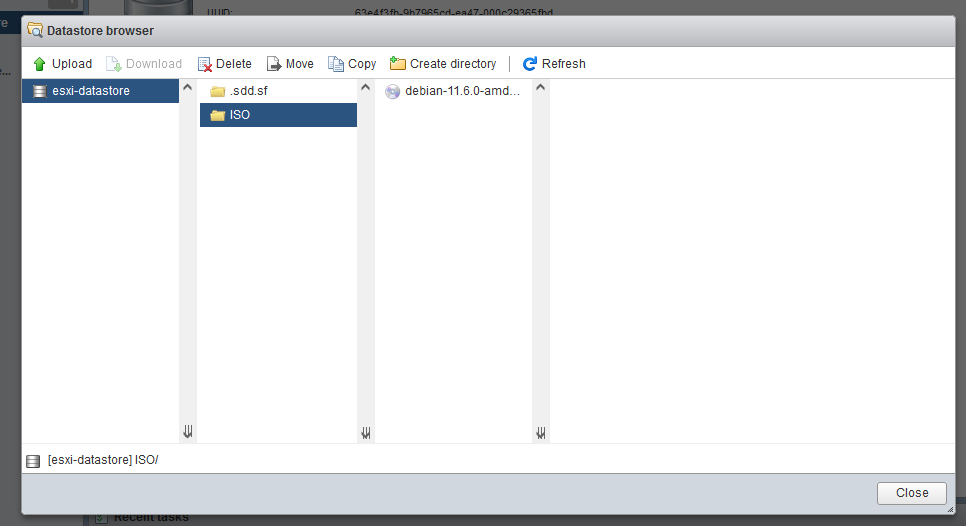 UUID: 63e4f3fb-9b7965cd-ea47-000c29365fbd
Datastore browser
Upload Download Delete Move Copy Create directory Refresh
esxi-datastore .sdd.sf debian-11.6.0-amd...
ISO
[esxi-datastore] ISO/
Close
Recent tasks